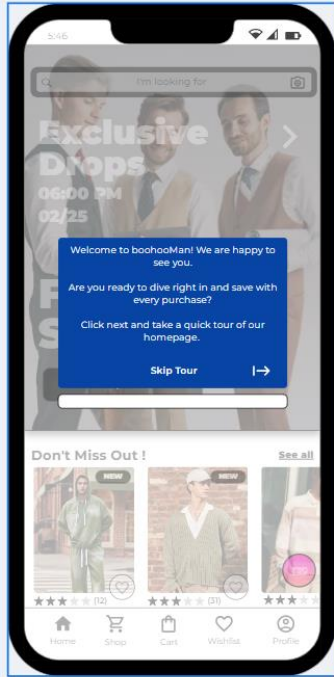 5:46
I'm looking for
Exclusive
Drops
06:00 PM
02/25
Welcome to boohooMan! We are happy to
see you.
Are you ready to dive right in and save with
every purchase?
Click next and take a quick tour of our
homepage.
Skip Tour
F
S
Don't Miss Out !
See all
NEW
NEW
(12)
(31)
Home
Shop
Cart
Wishlist
Profile